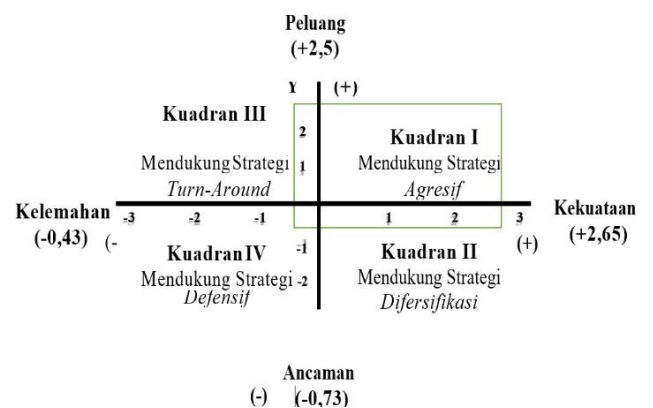 Peluang
(+2,5)
Y (+)
Kuadran III
2
Kuadran I
Mendukung Strategi
1
Mendukung Strategi
Turn-Around
Agresif
Kelemahan
-3 -2 -1
1 2 3
Kekuataan
(-0,43)
(-
(+)
(+2,65)
Kuadran IV
-1
Kuadran II
Mendukung Strategi
-2
Mendukung Strategi
Defensif
Difersifikasi
Ancaman
(-) (-0,73)